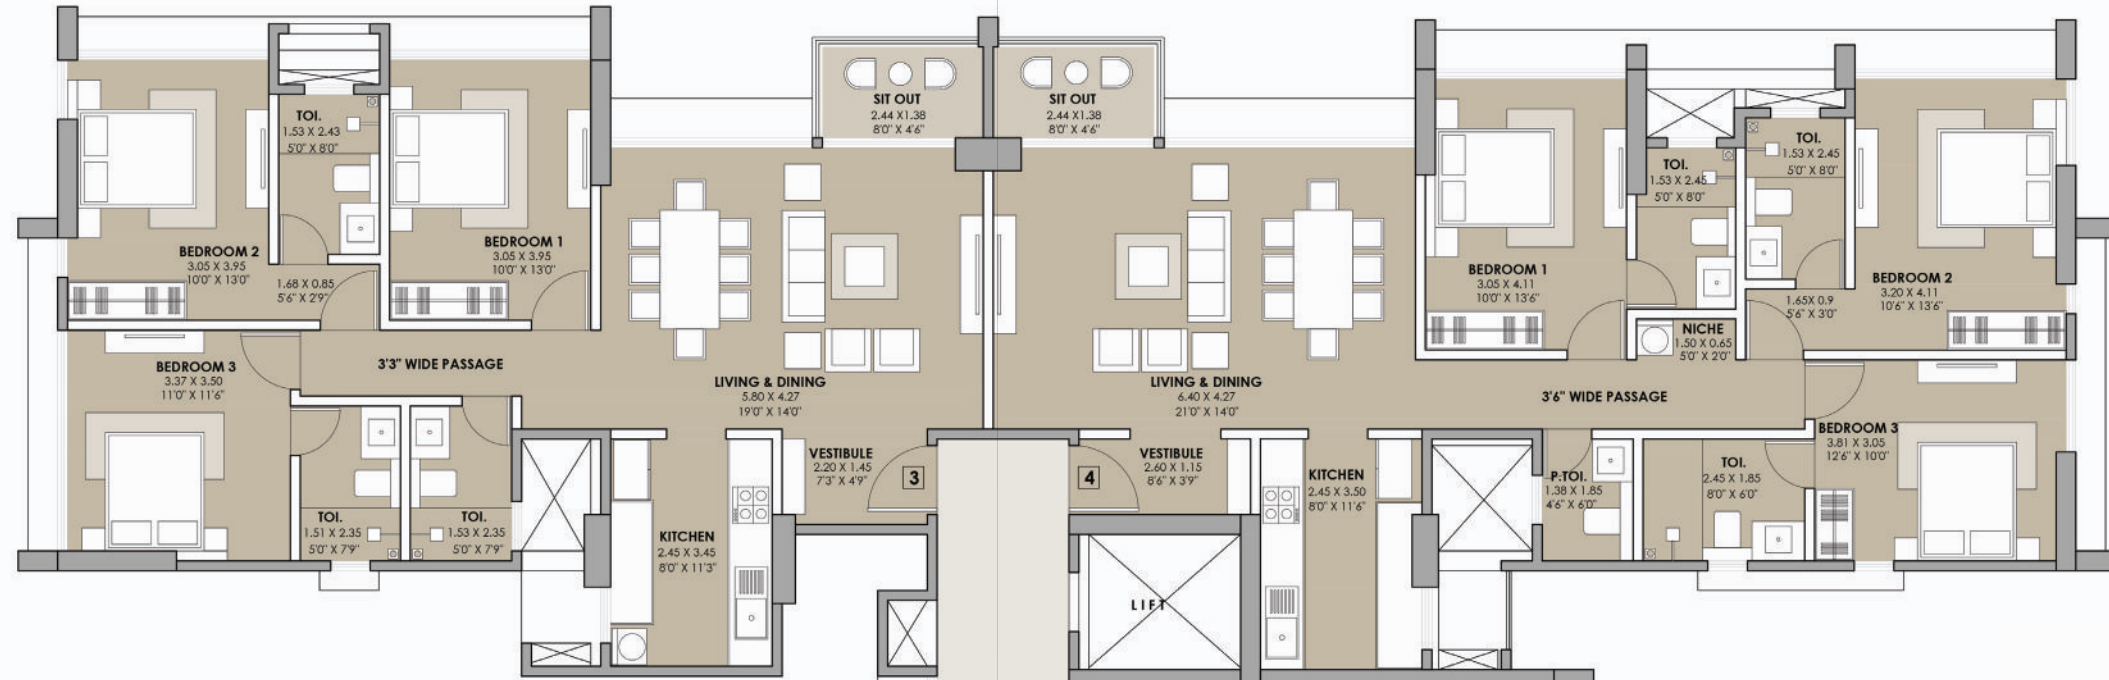 SIT OUT
2.44 X1.38
8'0" X 4'6"
SIT OUT
2.44 X1.38
8'0" X 4'6"
TOI.
1.53 X 2.43
5'0" X 8'0"
BEDROOM 2
3.05 X 3.95
10'0" X 13'0"
BEDROOM 1
3.05 X 3.95
10'0" X 13'0"
1.68 X 0.85
5'6" X 2'9"
TOI.
1.53 X 2.45
5'0" X 8'0"
TOI.
1.53 X 2.45
5'0" X 8'0"
BEDROOM 1
3.05 X 4.11
10'0" X 13'6"
BEDROOM 2
3.20 X 4.11
10'6" X 13'6"
1.65X 0.9
5'6" X 3'0"
NICHE
1.50 X 0.65
5'0" X 2'0"
BEDROOM 3
3.37 X 3.50
11'0" X 11'6"
3'3" WIDE PASSAGE
LIVING & DINING
5.80 X 4.27
19'0" X 14'0"
LIVING & DINING
6.40 X 4.27
21'0" X 14'0"
3'6" WIDE PASSAGE
BEDROOM 3
3.81 X 3.05
12'6" X 10'0"
VESTIBULE
2.20 X 1.45
7'3" X 4'9"
3
4
VESTIBULE
2.60 X 1.15
8'6" X 3'9"
KITCHEN
2.45 X 3.50
8'0" X 11'6"
P.TOI.
1.38 X 1.85
4'6" X 6'0"
TOI.
2.45 X 1.85
8'0" X 6'0"
TOI.
1.51 X 2.35
5'0" X 7'9"
TOI.
1.53 X 2.35
5'0" X 7'9"
KITCHEN
2.45 X 3.45
8'0" X 11'3"
LIFT